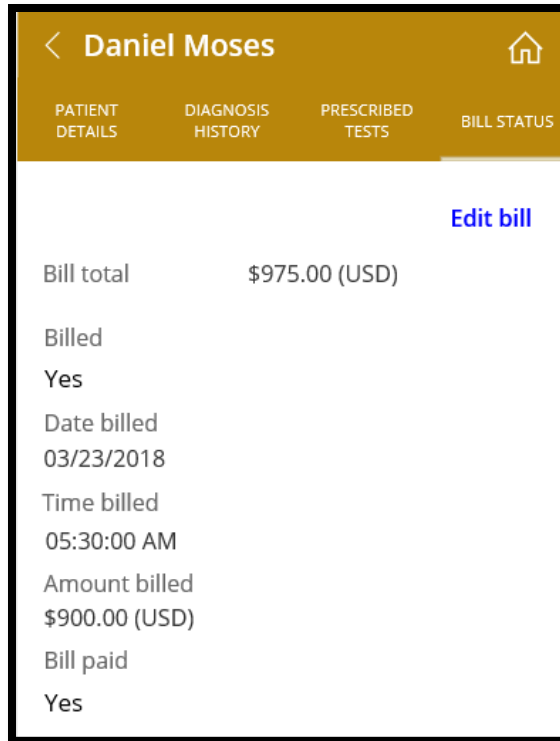 Daniel Moses
PATIENT DETAILS
DIAGNOSIS HISTORY
PRESCRIBED TESTS
BILL STATUS
Edit bill
Bill total $975.00 (USD)
Billed
Yes
Date billed
03/23/2018
Time billed
05:30:00 AM
Amount billed
$900.00 (USD)
Bill paid
Yes